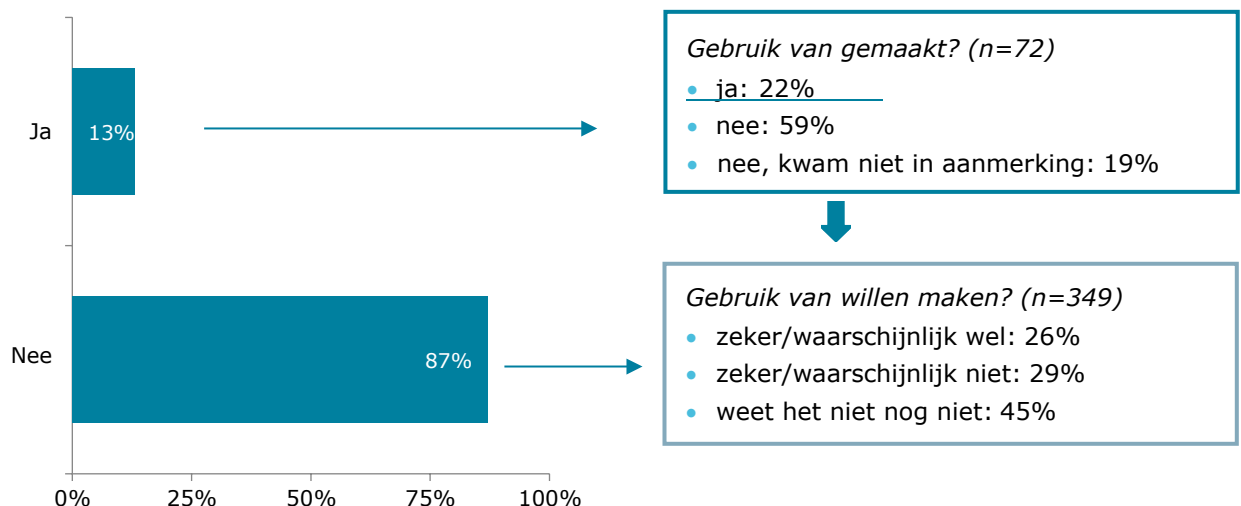 Ja
13%
Nee
87%
0% 25% 50% 75% 100%
Gebruik van gemaakt? (n=72)
• ja: 22%
• nee: 59%
• nee, kwam niet in aanmerking: 19%
Gebruik van willen maken? (n=349)
• zeker/waarschijnlijk wel: 26%
• zeker/waarschijnlijk niet: 29%
• weet het niet nog niet: 45%